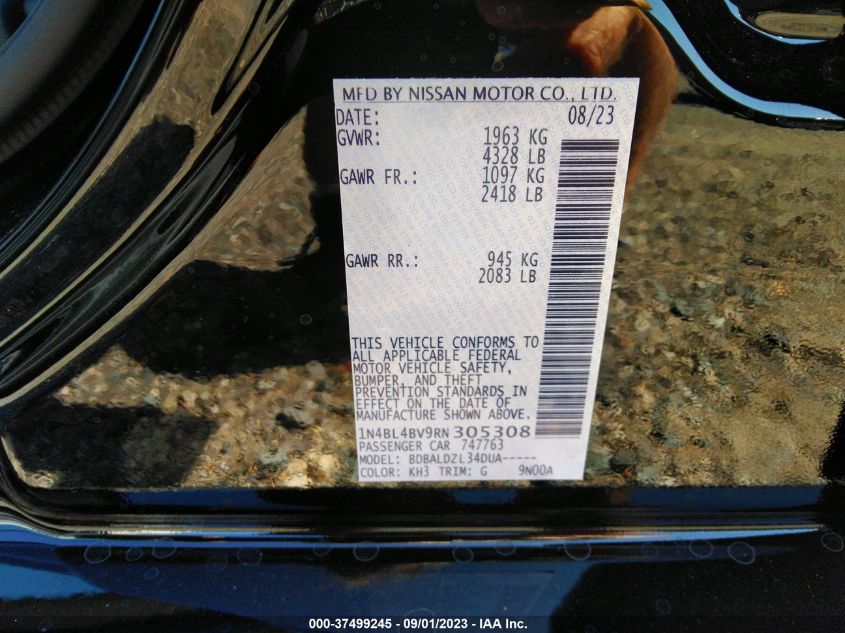 MFD BY NISSAN MOTOR CO., LTD.
DATE: 08/23
GVWR: 1963 KG
4328 LB
GAWR FR.: 1097 KG
2418 LB
GAWR RR.: 945 KG
2083 LB
THIS VEHICLE CONFORMS TO
ALL APPLICABLE FEDERAL
MOTOR VEHICLE SAFETY,
BUMPER, AND THEFT
PREVENTION STANDARDS IN
EFFECT ON THE DATE OF
MANUFACTURE SHOWN ABOVE.
1N4BL4BV9RN305308
PASSENGER CAR 747763
MODEL: BDBALDZL34DUA-----
COLOR: KH3 TRIM: G 9N00A
000-37499245 - 09/01/2023 - IAA Inc.